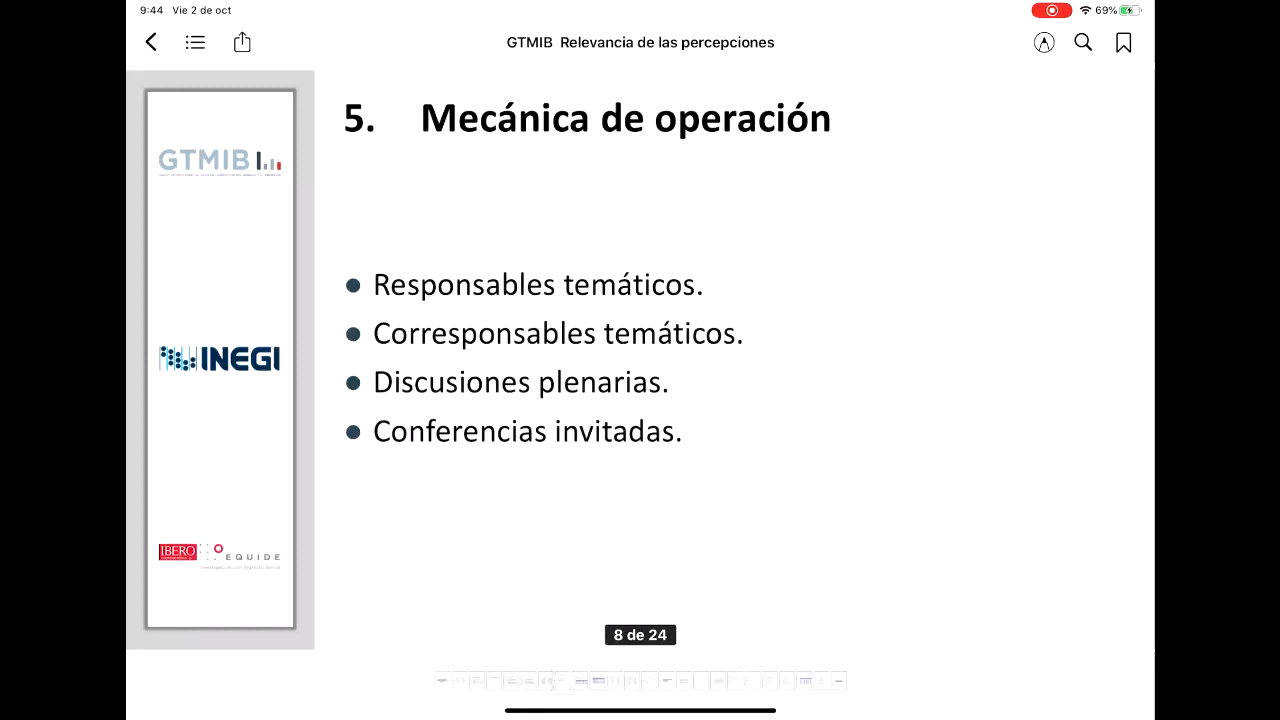 9:44 Vie 2 de oct
69%
GTMIB Relevancia de las percepciones
5. Mecánica de operación
GTMIB
INEGI
IBERO
EQUIDE
• Responsables temáticos.
• Corresponsables temáticos.
• Discusiones plenarias.
• Conferencias invitadas.
8 de 24